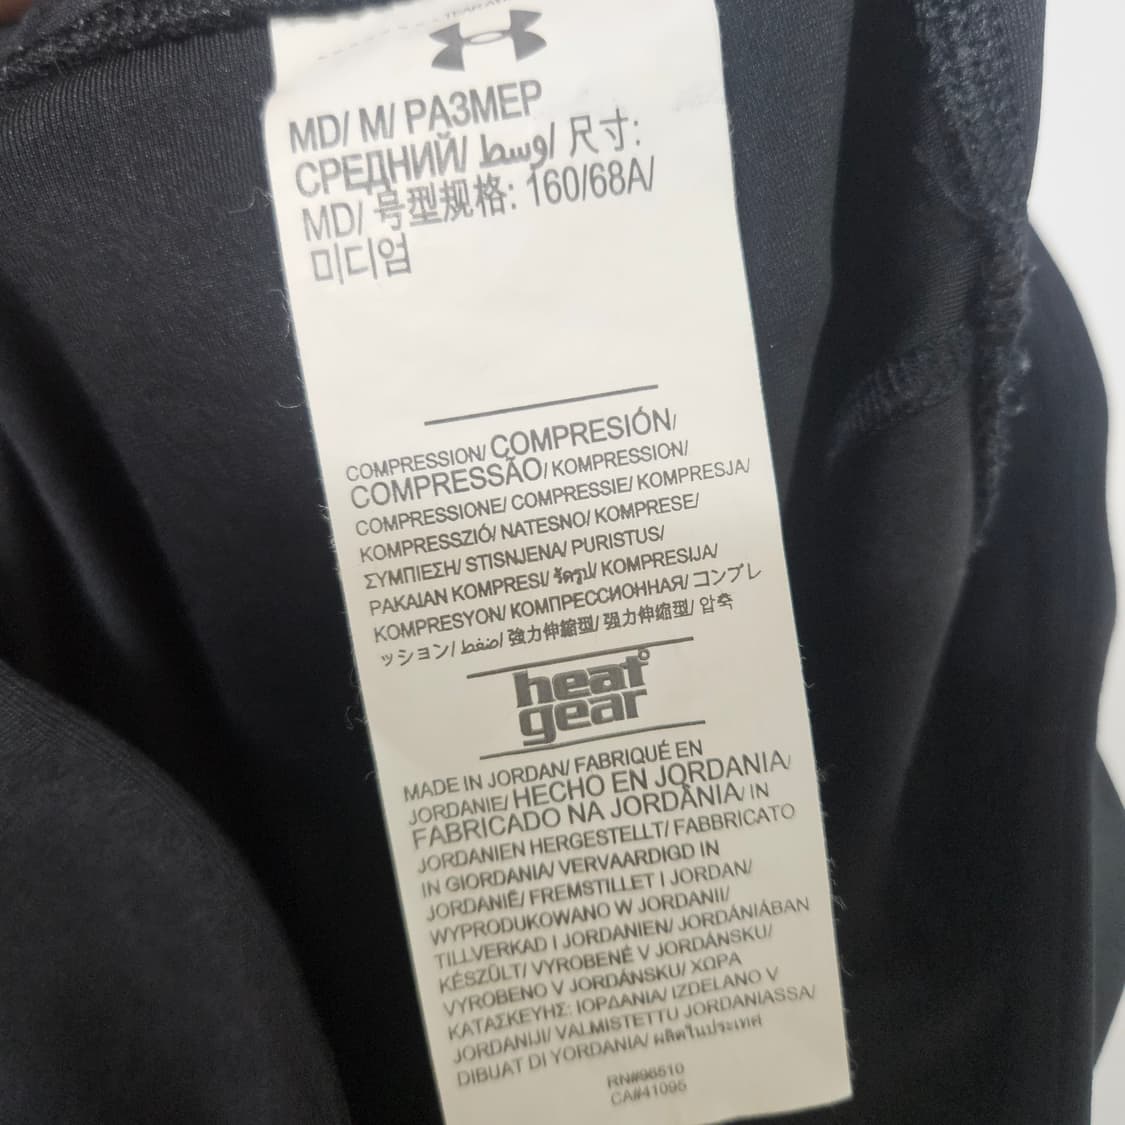 MD/ M/ РАЗМЕР
СРЕДНИЙ/ وسط/ 尺寸:
MD/ 号型规格: 160/68A/
미디엄
COMPRESSION/ COMPRESIÓN/
COMPRESSÃO/ KOMPRESSION/
COMPRESSIONE/ COMPRESSIE/ KOMPRESJA/
KOMPRESSZIÓ/ NATESNO/ KOMPRESE/
ΣΥΜΠΙΕΣΗ/ STISNJENA/ PURISTUS/
PAKAIAN KOMPRESI/ รัดรูป/ KOMPRESIJA/
KOMPRESYON/ КОМПРЕССИОННАЯ/ コンプレ
ッション/ ضغط/ 強力伸縮型/ 强力伸缩型/ 압축
heat
gear
MADE IN JORDAN/ FABRIQUÉ EN
JORDANIE/ HECHO EN JORDANIA/
FABRICADO NA JORDÂNIA/ IN
JORDANIEN HERGESTELLT/ FABBRICATO
IN GIORDANIA/ VERVAARDIGD IN
JORDANIË/ FREMSTILLET I JORDAN/
WYPRODUKOWANO W JORDANII/
TILLVERKAD I JORDANIEN/ JORDÁNIÁBAN
KÉSZÜLT/ VYROBENÉ V JORDÁNSKU/
VYROBENO V JORDÁNSKU/ ΧΩΡΑ
ΚΑΤΑΣΚΕΥΗΣ: ΙΟΡΔΑΝΙΑ/ IZDELANO V
JORDANIJI/ VALMISTETTU JORDANIASSA/
DIBUAT DI YORDANIA/ ผลิตในประเทศ
RN#96510
CA#41095